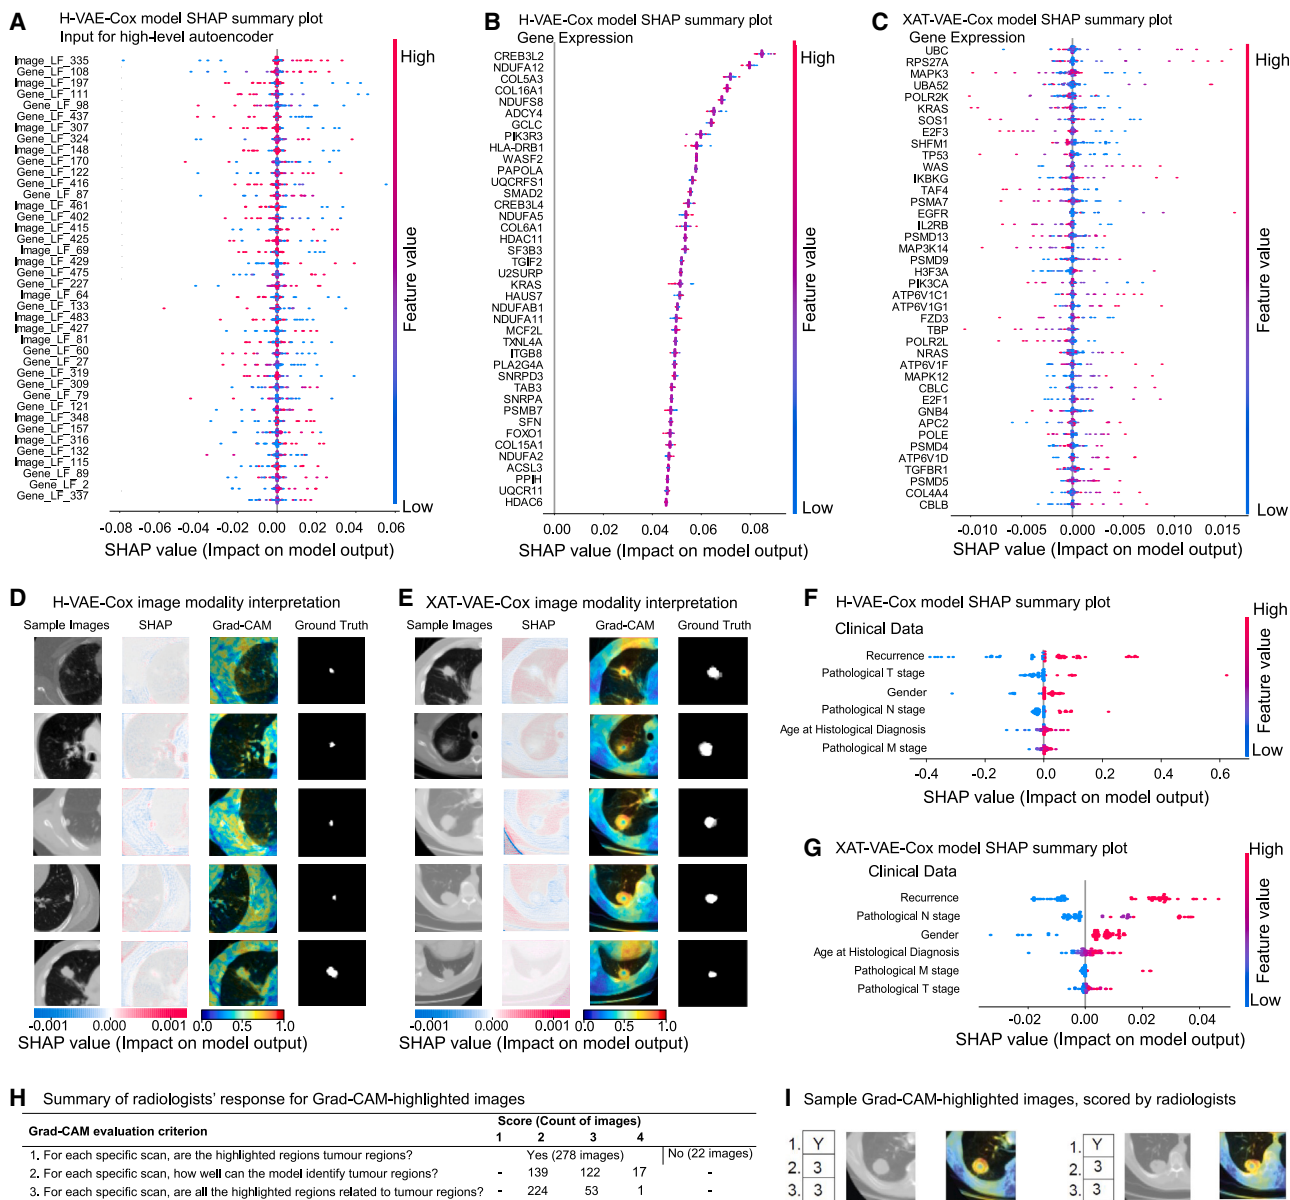 A H-VAE-Cox model SHAP summary plot
Input for high-level autoencoder
Image_LF_335
Gene_LF_108
Image_LF_197
Gene_LF_111
Gene_LF_98
Gene_LF_437
Image_LF_307
Gene_LF_324
Image_LF_148
Gene_LF_170
Gene_LF_122
Gene_LF_416
Gene_LF_87
Image_LF_461
Gene_LF_402
Image_LF_415
Gene_LF_425
Image_LF_69
Image_LF_429
Gene_LF_475
Gene_LF_227
Image_LF_64
Gene_LF_133
Image_LF_483
Image_LF_427
Image_LF_81
Gene_LF_60
Gene_LF_27
Gene_LF_319
Gene_LF_309
Gene_LF_79
Gene_LF_121
Image_LF_348
Gene_LF_157
Image_LF_316
Gene_LF_132
Image_LF_115
Gene_LF_89
Gene_LF_2
Gene_LF_337
-0.08 -0.06 -0.04 -0.02 0.00 0.02 0.04 0.06
SHAP value (Impact on model output)
High
Feature value
Low
B H-VAE-Cox model SHAP summary plot
Gene Expression
CREB3L2
NDUFA12
COL5A3
COL16A1
NDUFS8
ADCY4
GCLC
PIK3R3
HLA-DRB1
WASF2
PAPOLA
UQCRFS1
SMAD2
CREB3L4
NDUFA5
COL6A1
HDAC11
SF3B3
TGIF2
U2SURP
KRAS
HAUS7
NDUFAB1
NDUFA11
MCF2L
TXNL4A
ITGB8
PLA2G4A
SNRPD3
TAB3
SNRPA
PSMB7
SFN
FOXO1
COL15A1
NDUFA2
ACSL3
PPIH
UQCR11
HDAC6
0.00 0.02 0.04 0.06 0.08
SHAP value (Impact on model output)
High
Feature value
Low
C XAT-VAE-Cox model SHAP summary plot
Gene Expression
UBC
RPS27A
MAPK3
UBA52
POLR2K
KRAS
SOS1
E2F3
SHFM1
TP53
WAS
IKBKG
TAF4
PSMA7
EGFR
IL2RB
PSMD13
MAP3K14
PSMD9
H3F3A
PIK3CA
ATP6V1C1
ATP6V1G1
FZD3
TBP
POLR2L
NRAS
ATP6V1F
MAPK12
CBLC
E2F1
GNB4
APC2
POLE
PSMD4
ATP6V1D
TGFBR1
PSMD5
COL4A4
CBLB
-0.010 -0.005 0.000 -0.005 0.010 0.015
SHAP value (Impact on model output)
High
Feature value
Low
D H-VAE-Cox image modality interpretation
Sample Images SHAP Grad-CAM Ground Truth
-0.001 0.000 0.001 0.0 0.5 1.0
SHAP value (Impact on model output)
E XAT-VAE-Cox image modality interpretation
Sample Images SHAP Grad-CAM Ground Truth
-0.001 0.000 0.001 0.0 0.5 1.0
SHAP value (Impact on model output)
F H-VAE-Cox model SHAP summary plot
Clinical Data
Recurrence
Pathological T stage
Gender
Pathological N stage
Age at Histological Diagnosis
Pathological M stage
-0.4 -0.2 0.0 0.2 0.4 0.6
SHAP value (Impact on model output)
High
Feature value
Low
G XAT-VAE-Cox model SHAP summary plot
Clinical Data
Recurrence
Pathological N stage
Gender
Age at Histological Diagnosis
Pathological M stage
Pathological T stage
-0.02 0.00 0.02 0.04
SHAP value (Impact on model output)
High
Feature value
Low
H Summary of radiologists' response for Grad-CAM-highlighted images
Grad-CAM evaluation criterion Score (Count of images)
1 2 3 4
1. For each specific scan, are the highlighted regions tumour regions? Yes (278 images) No (22 images)
2. For each specific scan, how well can the model identify tumour regions? - 139 122 17 -
3. For each specific scan, are all the highlighted regions related to tumour regions? - 224 53 1 -
I Sample Grad-CAM-highlighted images, scored by radiologists
1. Y
2. 3
3. 3
1. Y
2. 3
3. 3